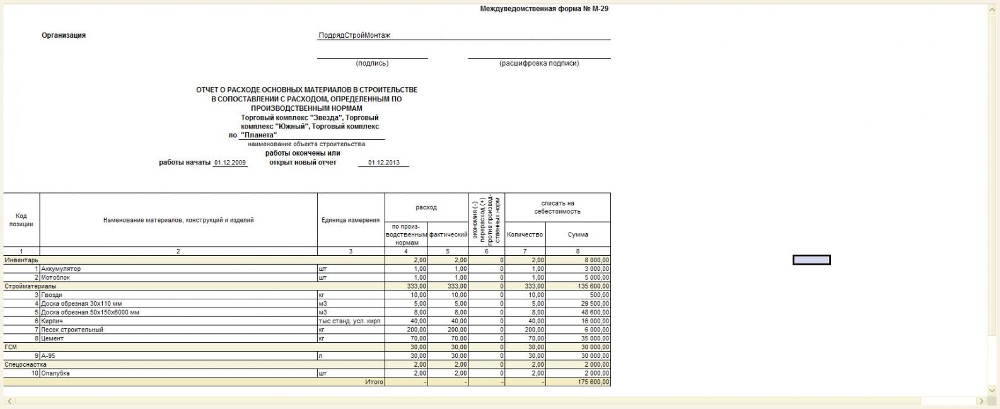 Междуведомственная форма № М-29
Организация ПодрядСтройМонтаж
(подпись) (расшифровка подписи)
ОТЧЕТ О РАСХОДЕ ОСНОВНЫХ МАТЕРИАЛОВ В СТРОИТЕЛЬСТВЕ
В СОПОСТАВЛЕНИИ С РАСХОДОМ, ОПРЕДЕЛЕННЫМ ПО
ПРОИЗВОДСТВЕННЫМ НОРМАМ
Торговый комплекс "Звезда", Торговый
комплекс "Южный", Торговый комплекс
по "Планета"
наименование объекта строительства
работы окончены или
работы начаты 01.12.2009 открыт новый отчет 01.12.2013
Код
позиции
Наменование материалов, конструкций и изделий
Единица измерения
расход
по произ-
водственным
нормам
фактический
экономия (-)
перерасход (+)
против производ-
ственных норм
списать на
себестоимость
Количество
Сумма
1 2 3 4 5 6 7 8
Инвентарь 2,00 2,00 0 2,00 8 000,00
1 Аккумулятор шт 1,00 1,00 0 1,00 3 000,00
2 Мотоблок шт 1,00 1,00 0 1,00 5 000,00
Стройматериалы 333,00 333,00 0 333,00 135 600,00
3 Гвозди кг 10,00 10,00 0 10,00 500,00
4 Доска обрезная 30х110 мм м3 5,00 5,00 0 5,00 29 500,00
5 Доска обрезная 50х150х6000 мм м3 8,00 8,00 0 8,00 48 600,00
6 Кирпич тыс станд. усл. кирп 40,00 40,00 0 40,00 16 000,00
7 Песок строительный кг 200,00 200,00 0 200,00 6 000,00
8 Цемент кг 70,00 70,00 0 70,00 35 000,00
ГСМ 30,00 30,00 0 30,00 30 000,00
9 А-95 л 30,00 30,00 0 30,00 30 000,00
Спецоснастка 2,00 2,00 0 2,00 2 000,00
10 Опалубка шт 2,00 2,00 0 2,00 2 000,00
Итого - - - - 175 600,00